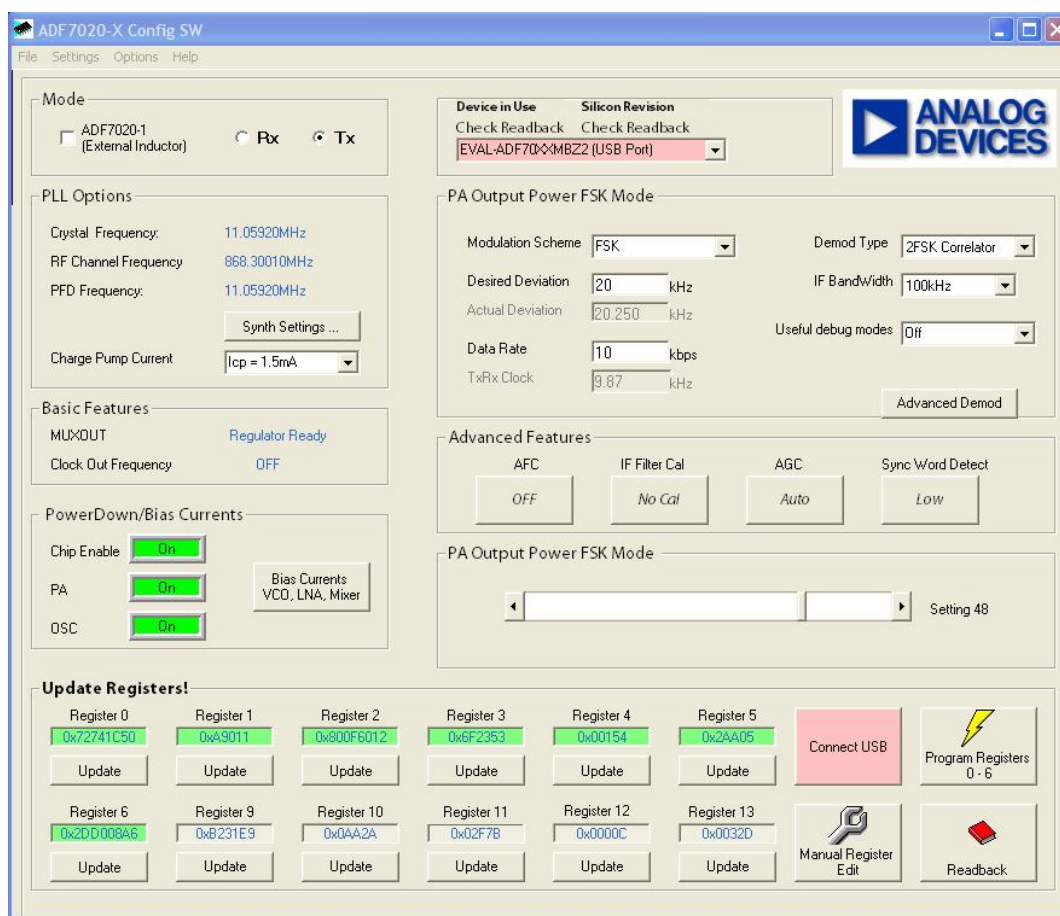 ADF7020-X Config SW
File Settings Options Help
Mode
ADF7020-1
(External Inductor)
Rx
Tx
Device in Use Silicon Revision
Check Readback Check Readback
EVAL-ADF70XXMBZ2 (USB Port)
ANALOG
DEVICES
PLL Options
Crystal Frequency: 11.05920MHz
RF Channel Frequency 868.30010MHz
PFD Frequency: 11.05920MHz
Synth Settings ...
Charge Pump Current Icp = 1.5mA
PA Output Power FSK Mode
Modulation Scheme FSK
Desired Deviation 20 kHz
Actual Deviation 20.250 kHz
Data Rate 10 kbps
TxRx Clock 9.87 kHz
Demod Type 2FSK Correlator
IF BandWidth 100kHz
Useful debug modes Off
Advanced Demod
Basic Features
MUXOUT Regulator Ready
Clock Out Frequency OFF
Advanced Features
AFC IF Filter Cal AGC Sync Word Detect
OFF No Cal Auto Low
PowerDown/Bias Currents
Chip Enable On
PA On
OSC On
Bias Currents
VCO, LNA, Mixer
PA Output Power FSK Mode
Setting 48
Update Registers!
Register 0 Register 1 Register 2 Register 3 Register 4 Register 5
0x72741C50 0xA9011 0x800F6012 0x6F2353 0x00154 0x2AA05
Update Update Update Update Update Update
Connect USB
Program Registers
0 - 6
Register 6 Register 9 Register 10 Register 11 Register 12 Register 13
0x2DD008A6 0xB231E9 0x0AA2A 0x02F7B 0x0000C 0x0032D
Update Update Update Update Update Update
Manual Register
Edit
Readback